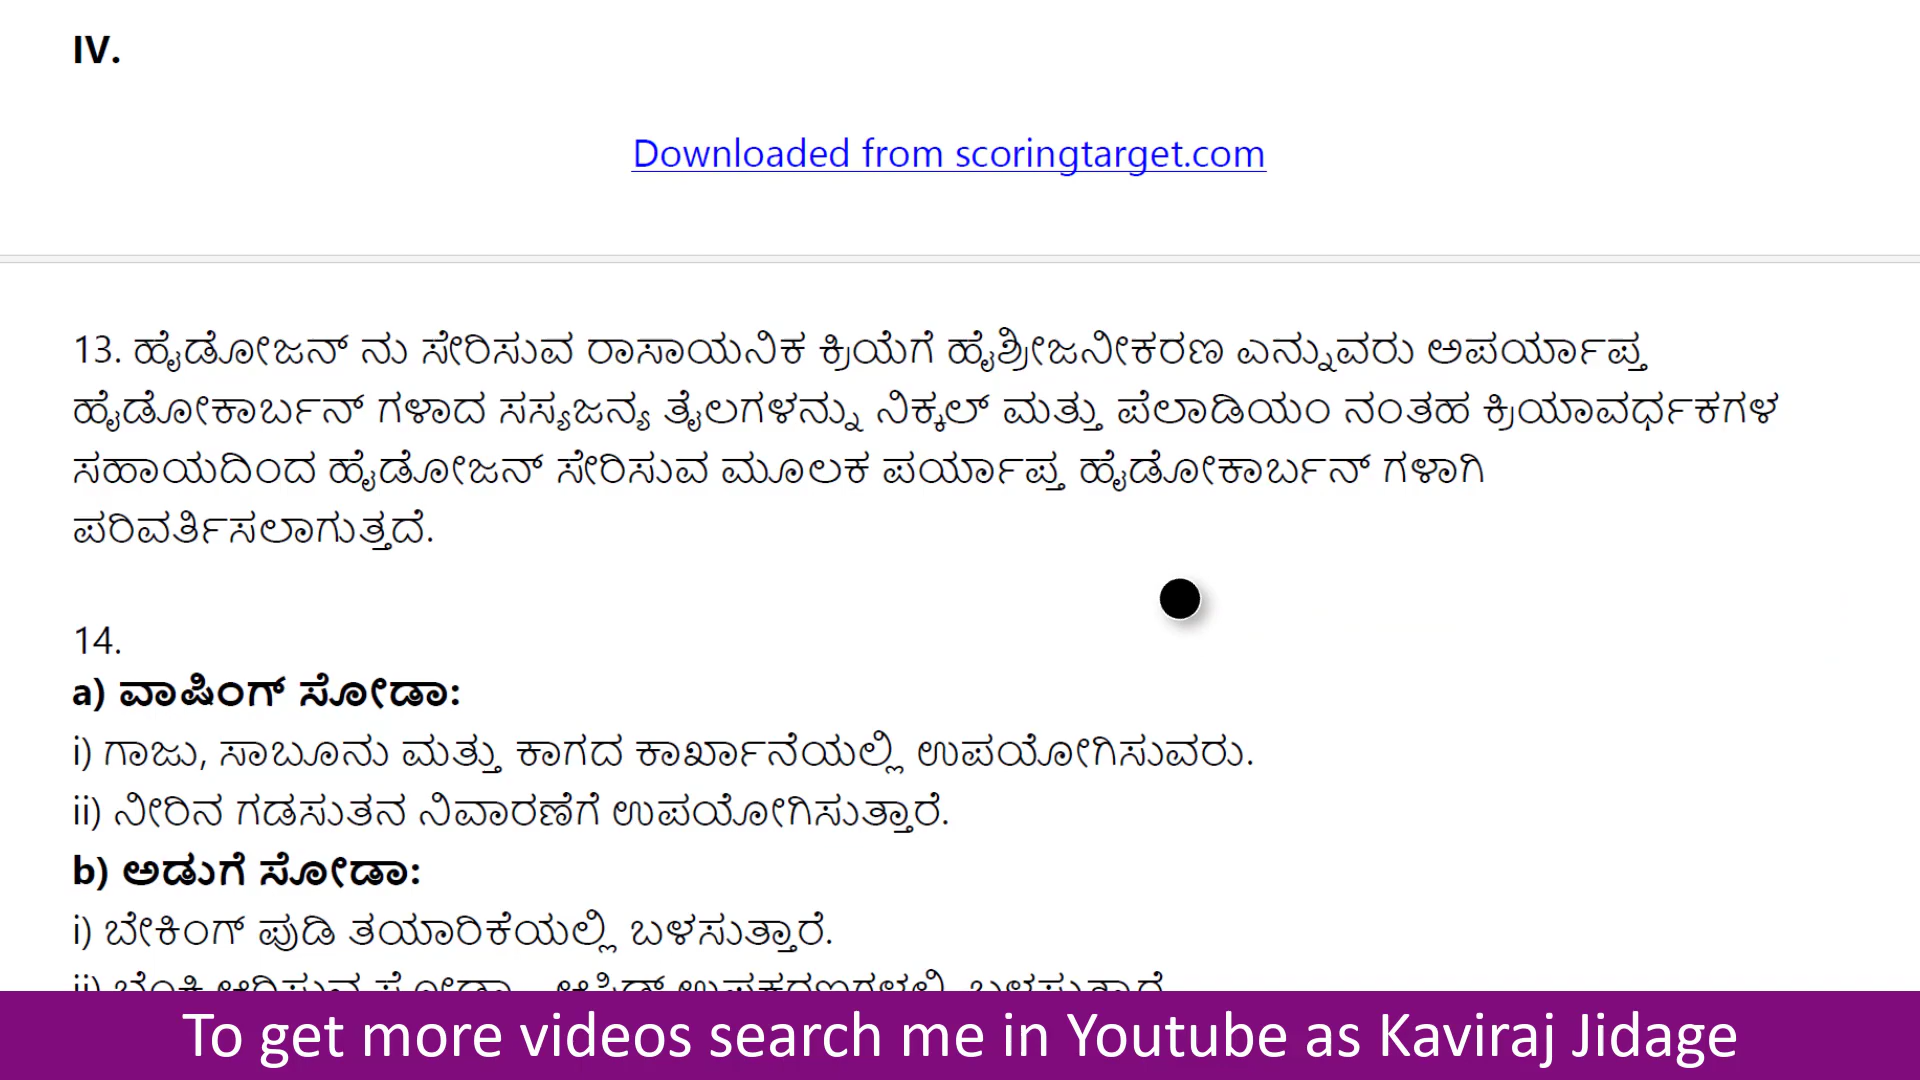 IV.
Downloaded from scoringtarget.com
13. ಹೈಡೋಜನ್ ನು ಸೇರಿಸುವ ರಾಸಾಯನಿಕ ಕ್ರಿಯೆಗೆ ಹೈಶ್ರೀಜನೀಕರಣ ಎನ್ನುವರು ಅಪರ್ಯಾಪ್ತ
ಹೈಡೋಕಾರ್ಬನ್ ಗಳಾದ ಸಸ್ಯಜನ್ಯ ತೈಲಗಳನ್ನು ನಿಕ್ಕಲ್ ಮತ್ತು ಪೆಲಾಡಿಯಂ ನಂತಹ ಕ್ರಿಯಾವರ್ಧಕಗಳ
ಸಹಾಯದಿಂದ ಹೈಡೋಜನ್ ಸೇರಿಸುವ ಮೂಲಕ ಪರ್ಯಾಪ್ತ ಹೈಡೋಕಾರ್ಬನ್ ಗಳಾಗಿ
ಪರಿವರ್ತಿಸಲಾಗುತ್ತದೆ.
14.
a) ವಾಷಿಂಗ್ ಸೋಡಾ:
i) ಗಾಜು, ಸಾಬೂನು ಮತ್ತು ಕಾಗದ ಕಾರ್ಖಾನೆಯಲ್ಲಿ ಉಪಯೋಗಿಸುವರು.
ii) ನೀರಿನ ಗಡಸುತನ ನಿವಾರಣೆಗೆ ಉಪಯೋಗಿಸುತ್ತಾರೆ.
b) ಅಡುಗೆ ಸೋಡಾ:
i) ಬೇಕಿಂಗ್ ಪುಡಿ ತಯಾರಿಕೆಯಲ್ಲಿ ಬಳಸುತ್ತಾರೆ.
To get more videos search me in Youtube as Kaviraj Jidage